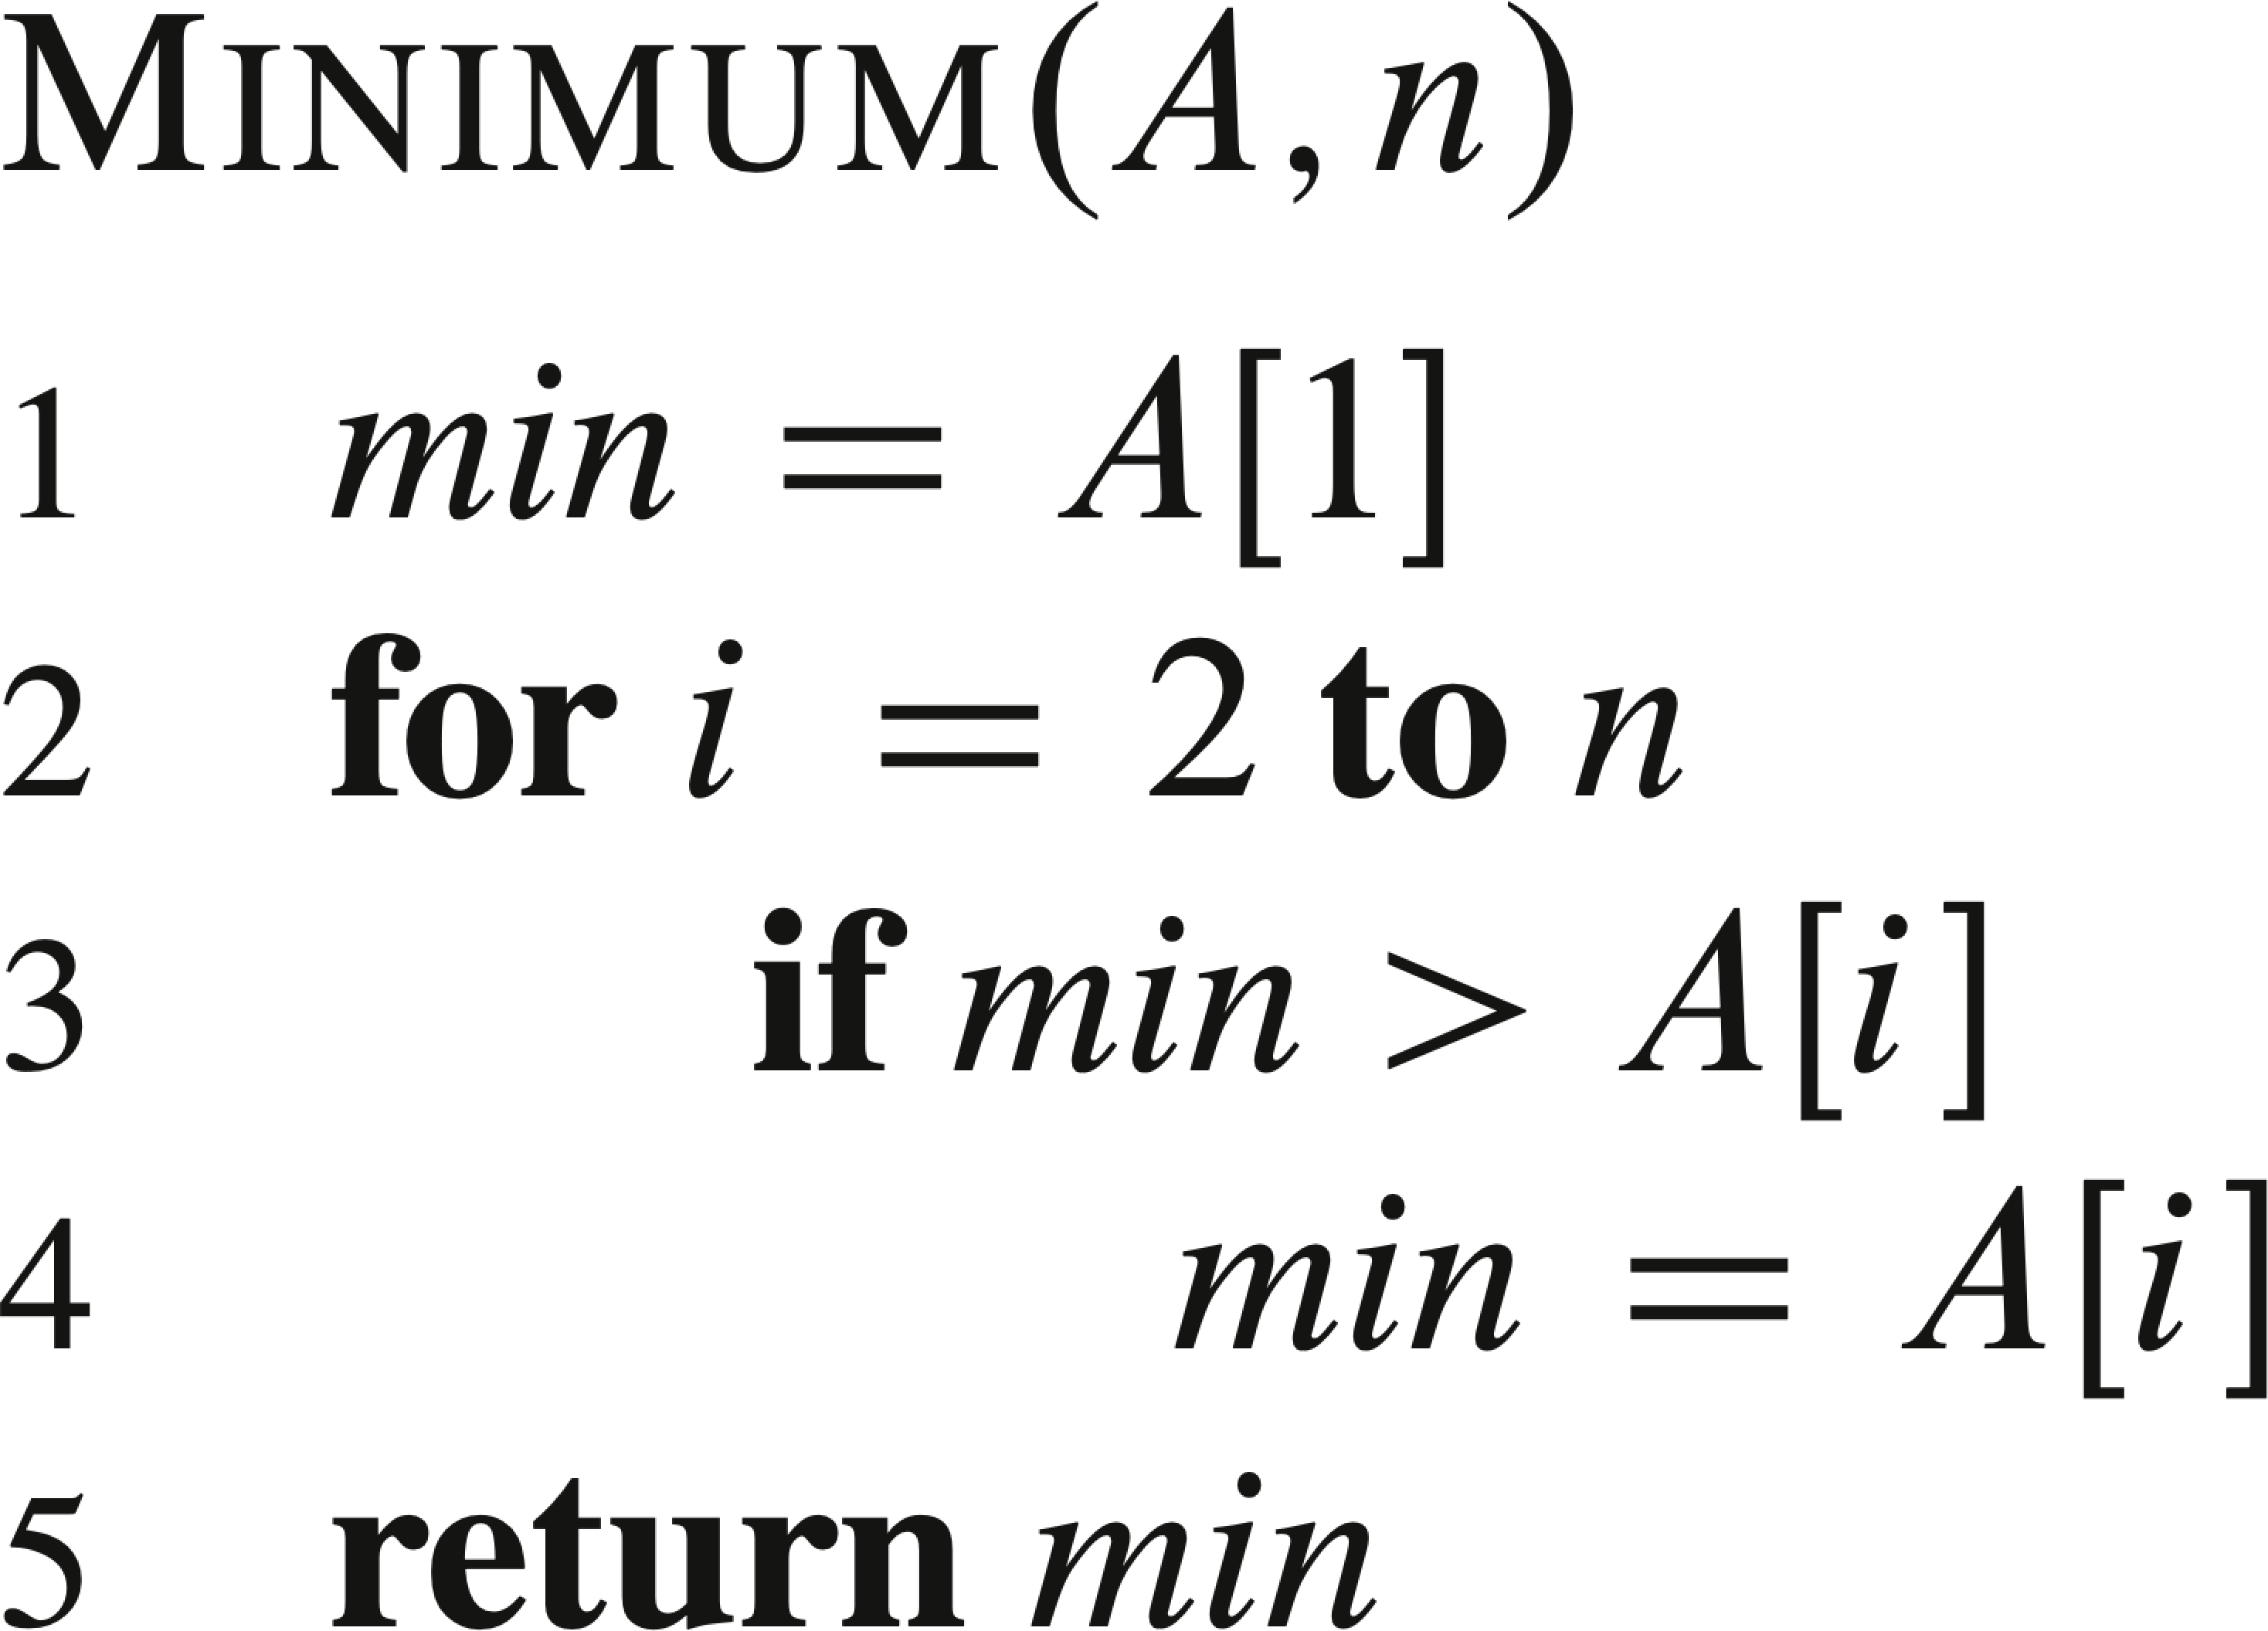 MINIMUM(A, n)
1 min = A[1]
2 for i = 2 to n
3 if min > A[i]
4 min = A[i]
5 return min